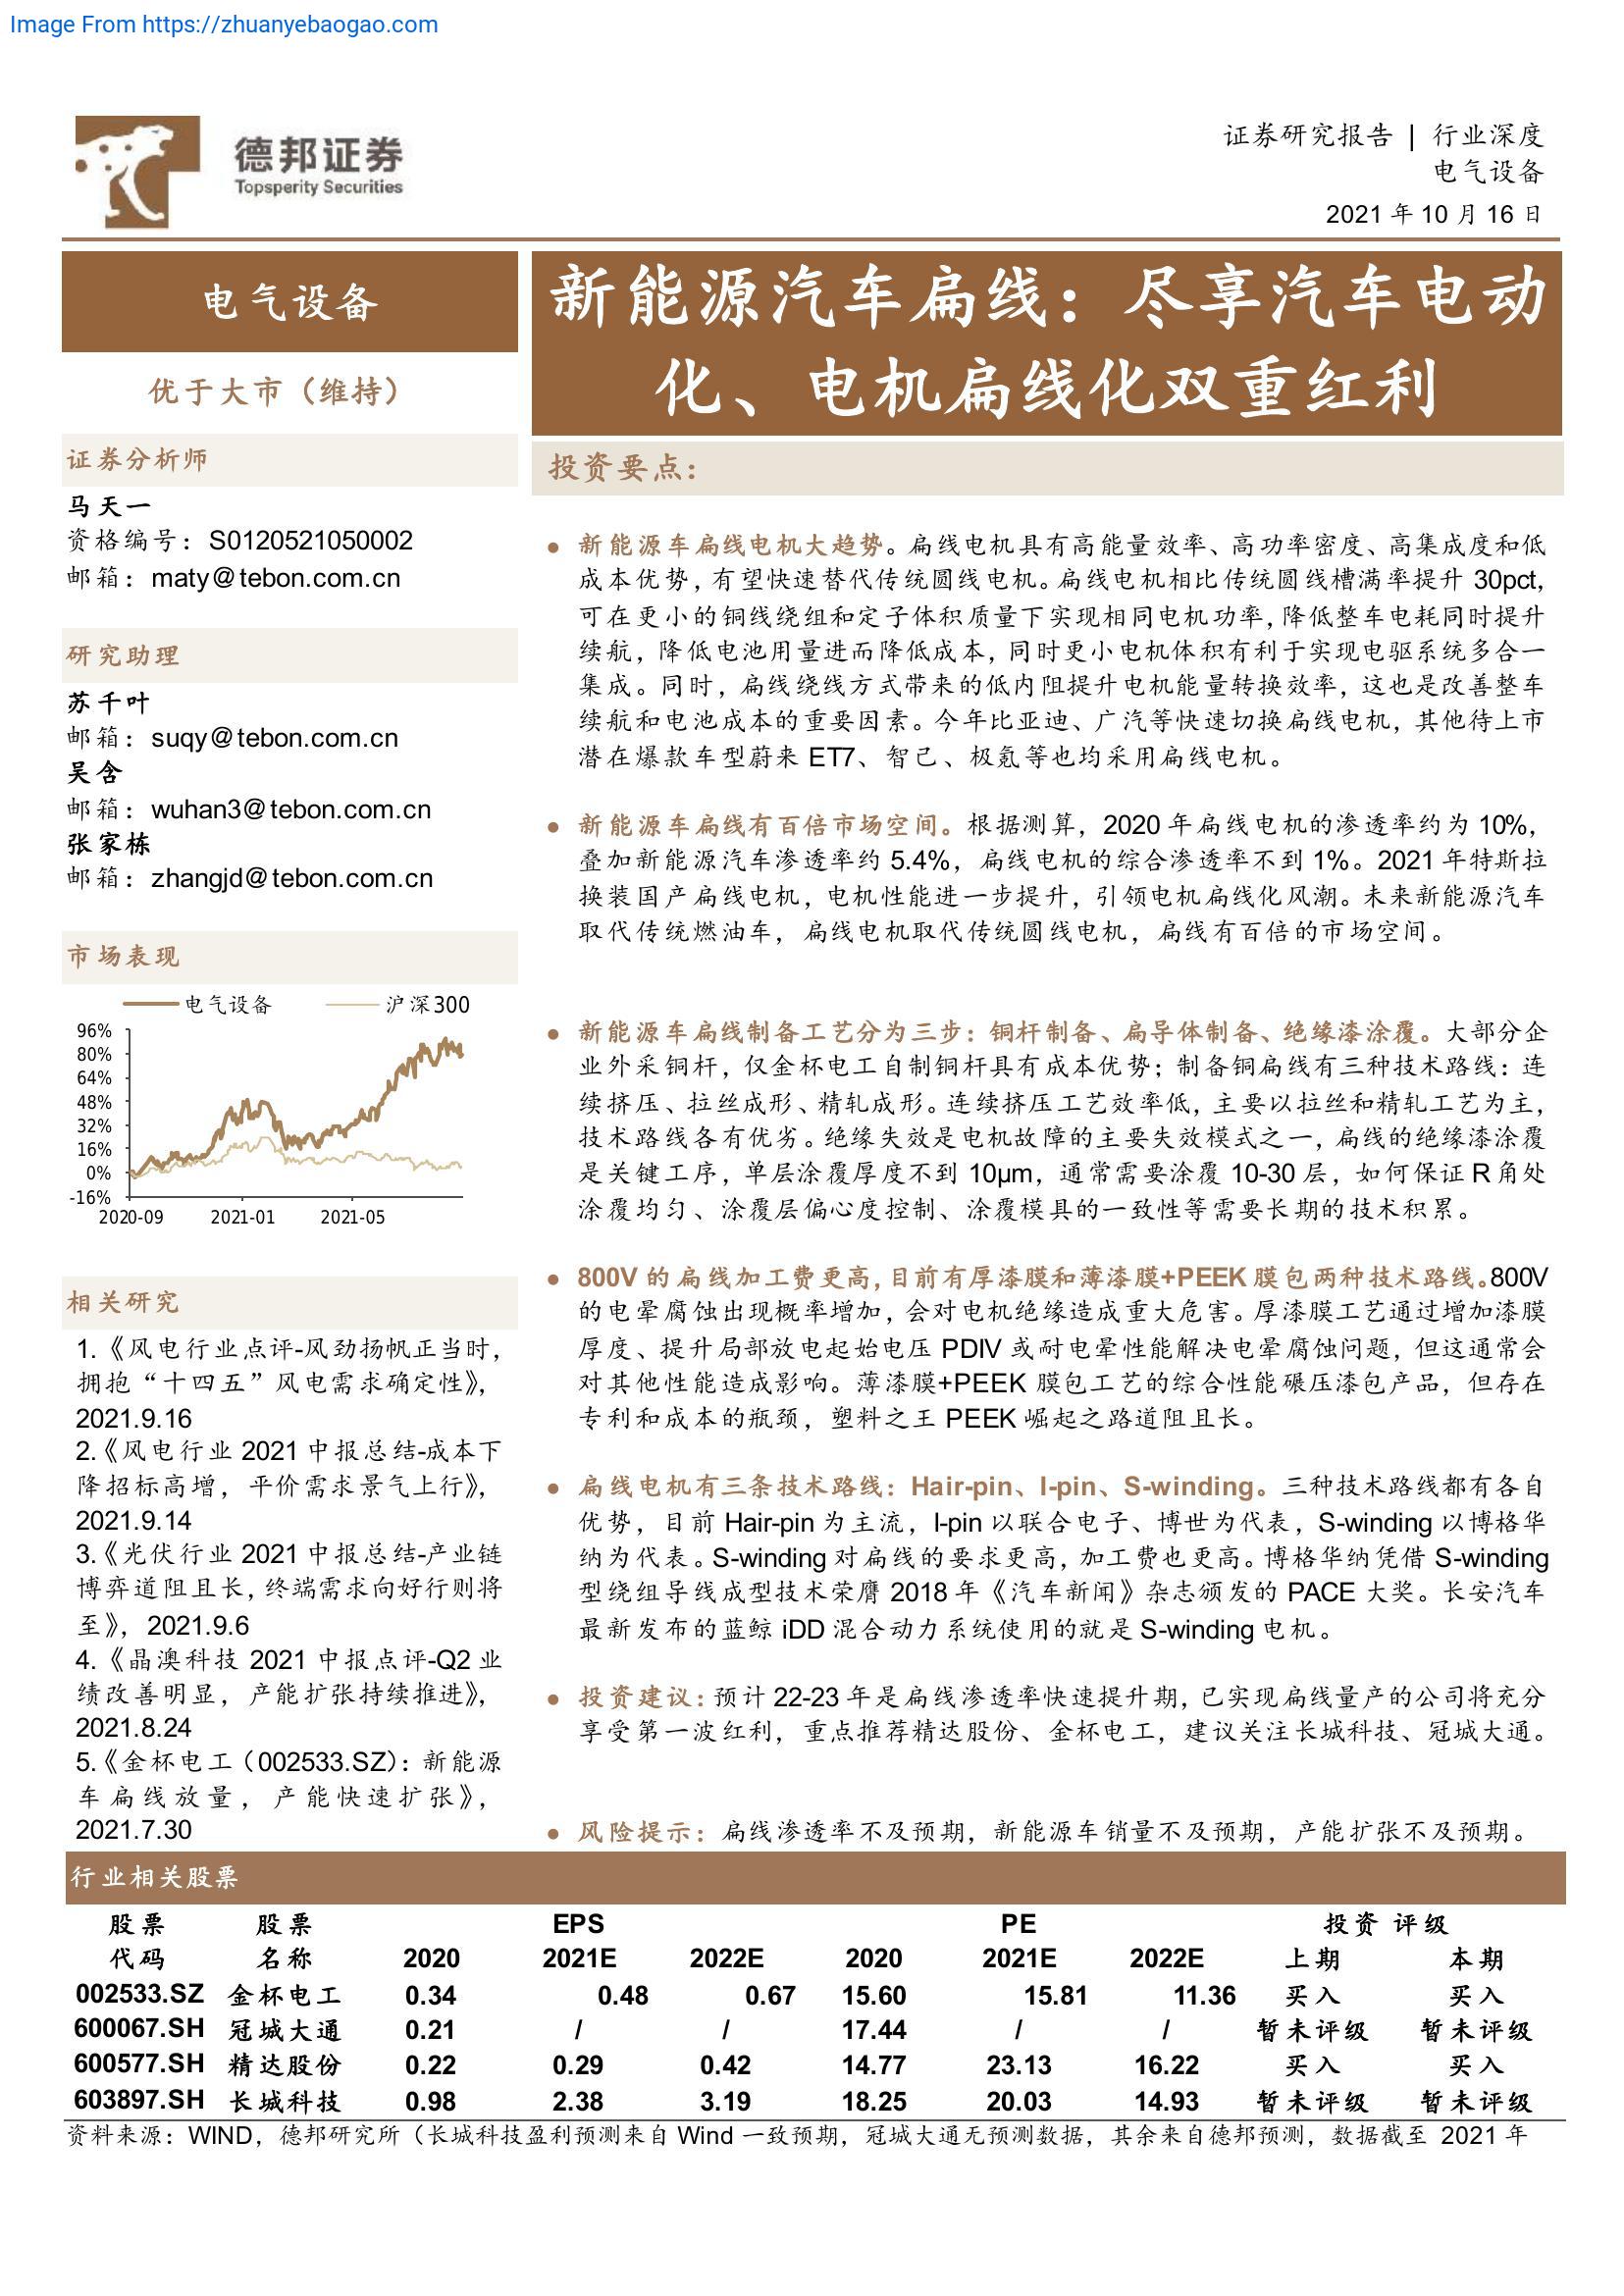 Image From https://zhuanyebaogao.com
德邦证券
Topsperity Securities
证券研究报告 | 行业深度
电气设备
2021 年 10 月 16 日
电气设备
优于大市（维持）
证券分析师
马天一
资格编号：S0120521050002
邮箱：maty@tebon.com.cn
研究助理
苏千叶
邮箱：suqy@tebon.com.cn
吴含
邮箱：wuhan3@tebon.com.cn
张家栋
邮箱：zhangjd@tebon.com.cn
市场表现
电气设备 沪深300
96%
80%
64%
48%
32%
16%
0%
-16%
2020-09 2021-01 2021-05
相关研究
1.《风电行业点评-风劲扬帆正当时，
拥抱“十四五”风电需求确定性》，
2021.9.16
2.《风电行业 2021 中报总结-成本下
降招标高增，平价需求景气上行》，
2021.9.14
3.《光伏行业 2021 中报总结-产业链
博弈道阻且长，终端需求向好行则将
至》，2021.9.6
4.《晶澳科技 2021 中报点评-Q2 业
绩改善明显，产能扩张持续推进》，
2021.8.24
5.《金杯电工（002533.SZ）：新能源
车扁线放量，产能快速扩张》，
2021.7.30
新能源汽车扁线：尽享汽车电动
化、电机扁线化双重红利
投资要点：
● 新能源车扁线电机大趋势。扁线电机具有高能量效率、高功率密度、高集成度和低
成本优势，有望快速替代传统圆线电机。扁线电机相比传统圆线槽满率提升 30pct，
可在更小的铜线绕组和定子体积质量下实现相同电机功率，降低整车电耗同时提升
续航，降低电池用量进而降低成本，同时更小电机体积有利于实现电驱系统多合一
集成。同时，扁线绕线方式带来的低内阻提升电机能量转换效率，这也是改善整车
续航和电池成本的重要因素。今年比亚迪、广汽等快速切换扁线电机，其他待上市
潜在爆款车型蔚来 ET7、智己、极氪等也均采用扁线电机。
● 新能源车扁线有百倍市场空间。根据测算，2020 年扁线电机的渗透率约为 10%，
叠加新能源汽车渗透率约 5.4%，扁线电机的综合渗透率不到 1%。2021 年特斯拉
换装国产扁线电机，电机性能进一步提升，引领电机扁线化风潮。未来新能源汽车
取代传统燃油车，扁线电机取代传统圆线电机，扁线有百倍的市场空间。
● 新能源车扁线制备工艺分为三步：铜杆制备、扁导体制备、绝缘漆涂覆。大部分企
业外采铜杆，仅金杯电工自制铜杆具有成本优势；制备铜扁线有三种技术路线：连
续挤压、拉丝成形、精轧成形。连续挤压工艺效率低，主要以拉丝和精轧工艺为主，
技术路线各有优劣。绝缘失效是电机故障的主要失效模式之一，扁线的绝缘漆涂覆
是关键工序，单层涂覆厚度不到 10μm，通常需要涂覆 10-30 层，如何保证 R 角处
涂覆均匀、涂覆层偏心度控制、涂覆模具的一致性等需要长期的技术积累。
● 800V 的扁线加工费更高，目前有厚漆膜和薄漆膜+PEEK 膜包两种技术路线。800V
的电晕腐蚀出现概率增加，会对电机绝缘造成重大危害。厚漆膜工艺通过增加漆膜
厚度、提升局部放电起始电压 PDIV 或耐电晕性能解决电晕腐蚀问题，但这通常会
对其他性能造成影响。薄漆膜+PEEK 膜包工艺的综合性能碾压漆包产品，但存在
专利和成本的瓶颈，塑料之王 PEEK 崛起之路道阻且长。
● 扁线电机有三条技术路线：Hair-pin、I-pin、S-winding。三种技术路线都有各自
优势，目前 Hair-pin 为主流，I-pin 以联合电子、博世为代表，S-winding 以博格华
纳为代表。S-winding 对扁线的要求更高，加工费也更高。博格华纳凭借 S-winding
型绕组导线成型技术荣膺 2018 年《汽车新闻》杂志颁发的 PACE 大奖。长安汽车
最新发布的蓝鲸 iDD 混合动力系统使用的就是 S-winding 电机。
● 投资建议：预计 22-23 年是扁线渗透率快速提升期，已实现扁线量产的公司将充分
享受第一波红利，重点推荐精达股份、金杯电工，建议关注长城科技、冠城大通。
● 风险提示：扁线渗透率不及预期，新能源车销量不及预期，产能扩张不及预期。
行业相关股票
股票 股票 EPS PE 投资 评级
代码 名称 2020 2021E 2022E 2020 2021E 2022E 上期 本期
002533.SZ 金杯电工 0.34 0.48 0.67 15.60 15.81 11.36 买入 买入
600067.SH 冠城大通 0.21 / / 17.44 / / 暂未评级 暂未评级
600577.SH 精达股份 0.22 0.29 0.42 14.77 23.13 16.22 买入 买入
603897.SH 长城科技 0.98 2.38 3.19 18.25 20.03 14.93 暂未评级 暂未评级
资料来源：WIND，德邦研究所（长城科技盈利预测来自 Wind 一致预期，冠城大通无预测数据，其余来自德邦预测，数据截至 2021 年